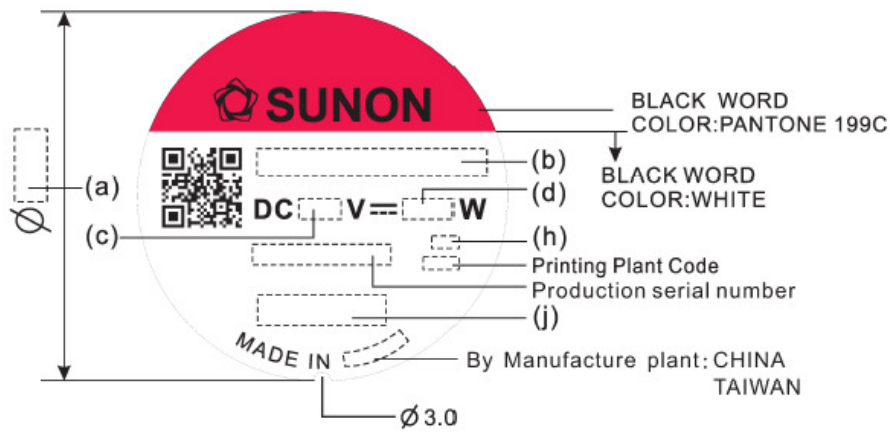 SUNON
BLACK WORD
COLOR:PANTONE 199C
(b)
BLACK WORD
COLOR:WHITE
(a)
(d)
DC V W
(c)
(h)
Printing Plant Code
Production serial number
(j)
MADE IN
By Manufacture plant: CHINA
TAIWAN
Ø
Ø 3.0